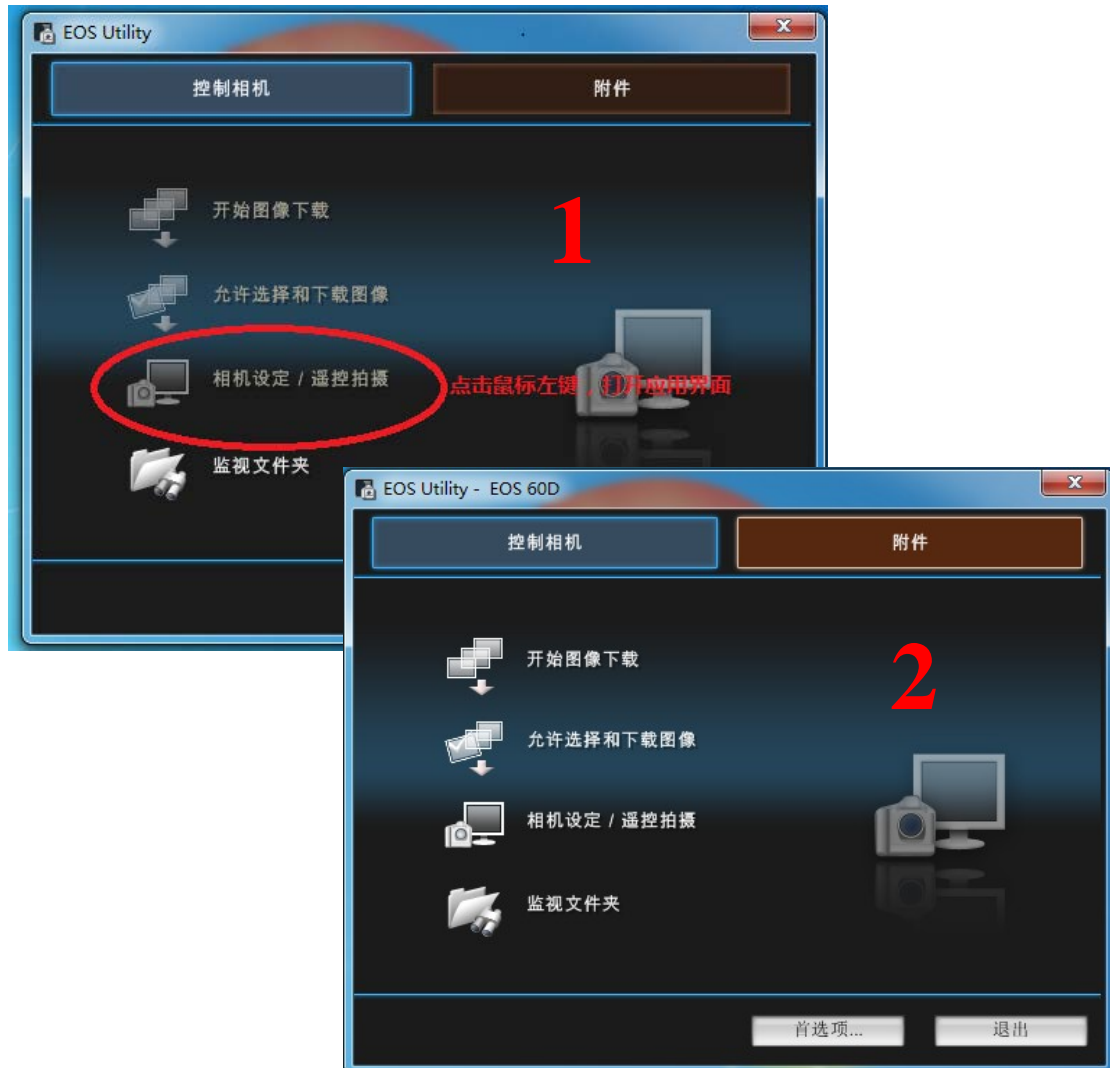 EOS Utility
控制相机
附件
开始图像下载
1
允许选择和下载图像
相机设定 / 遥控拍摄
点击鼠标左键，打开应用界面
监视文件夹
EOS Utility - EOS 60D
控制相机
附件
开始图像下载
2
允许选择和下载图像
相机设定 / 遥控拍摄
监视文件夹
首选项...
退出